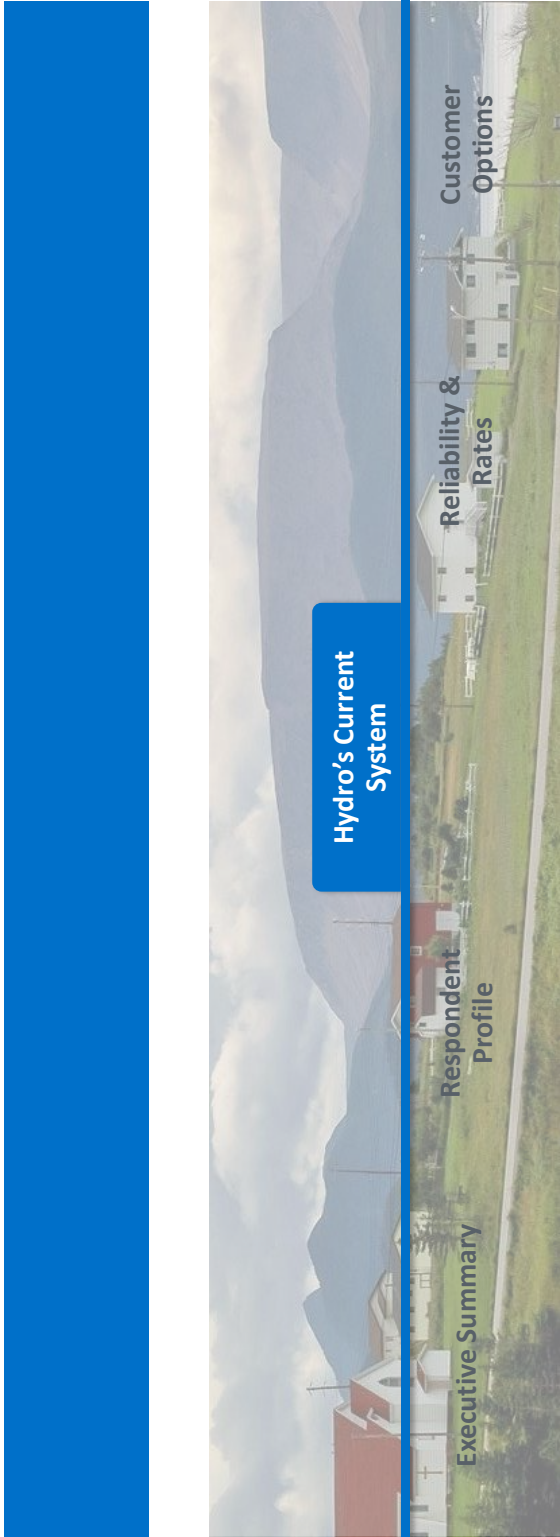 Executive Summary
Respondent
Profile
Hydro's Current
System
Reliability &
Rates
Customer
Options